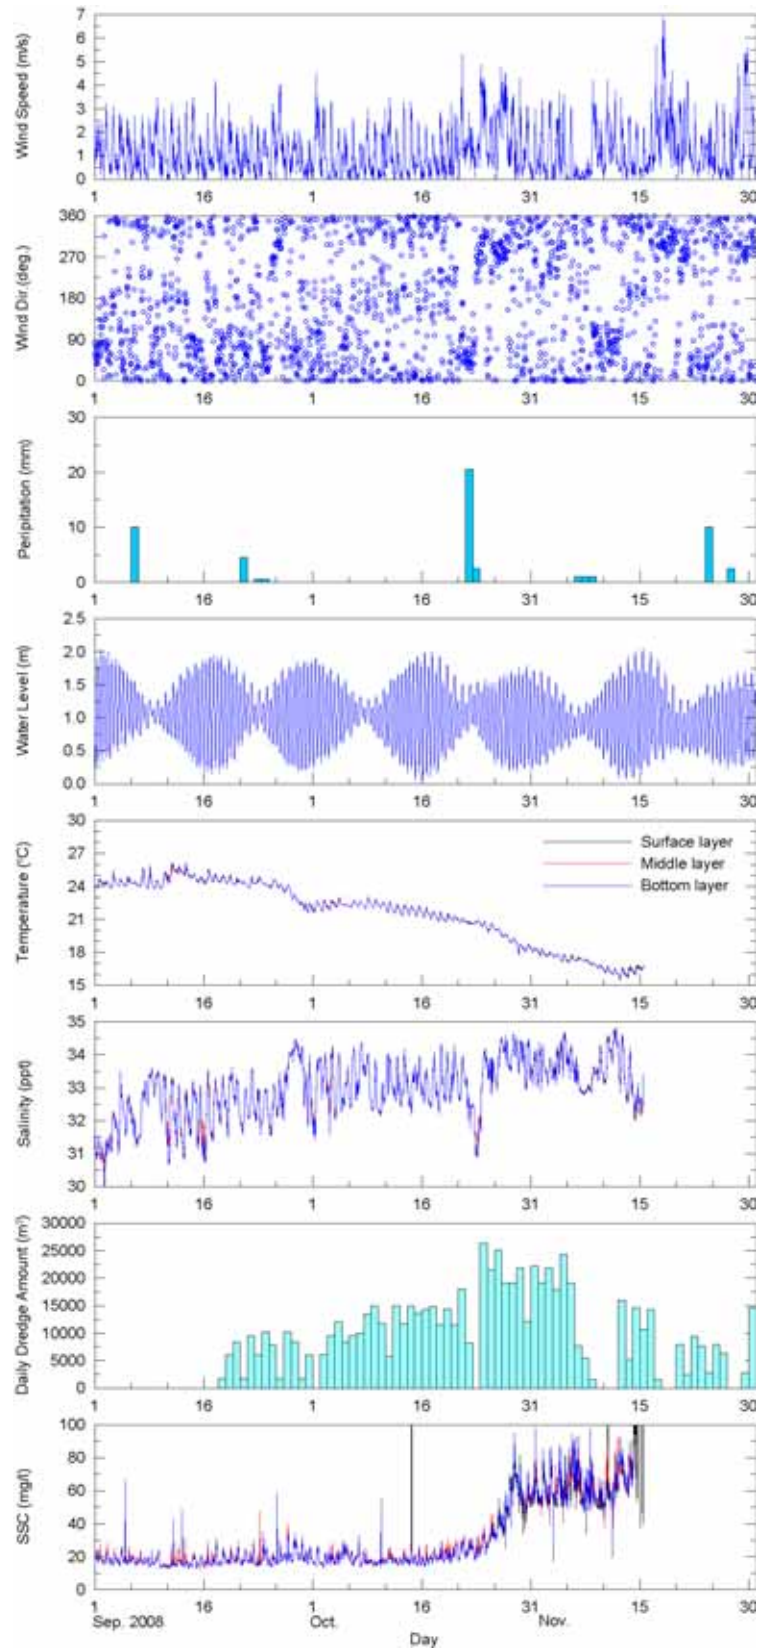 7
6
5
4
3
2
1
0
Wind Speed (m/s)
1 16 1 16 31 15 30
360
270
180
90
0
Wind Dir (deg.)
1 16 1 16 31 15 30
30
20
10
0
Peripitation (mm)
1 16 1 16 31 15 30
2.5
2.0
1.5
1.0
0.5
0.0
Water Level (m)
1 16 1 16 31 15 30
30
27
24
21
18
15
Temperature (°C)
Surface layer
Middle layer
Bottom layer
1 16 1 16 31 15 30
35
34
33
32
31
30
Salinity (ppt)
1 16 1 16 31 15 30
30000
25000
20000
15000
10000
5000
0
Daily Dredge Amount (m³)
1 16 1 16 31 15 30
100
80
60
40
20
0
SSC (mg/l)
1 16 1 16 31 15 30
Sep. 2008 Oct. Nov.
Day